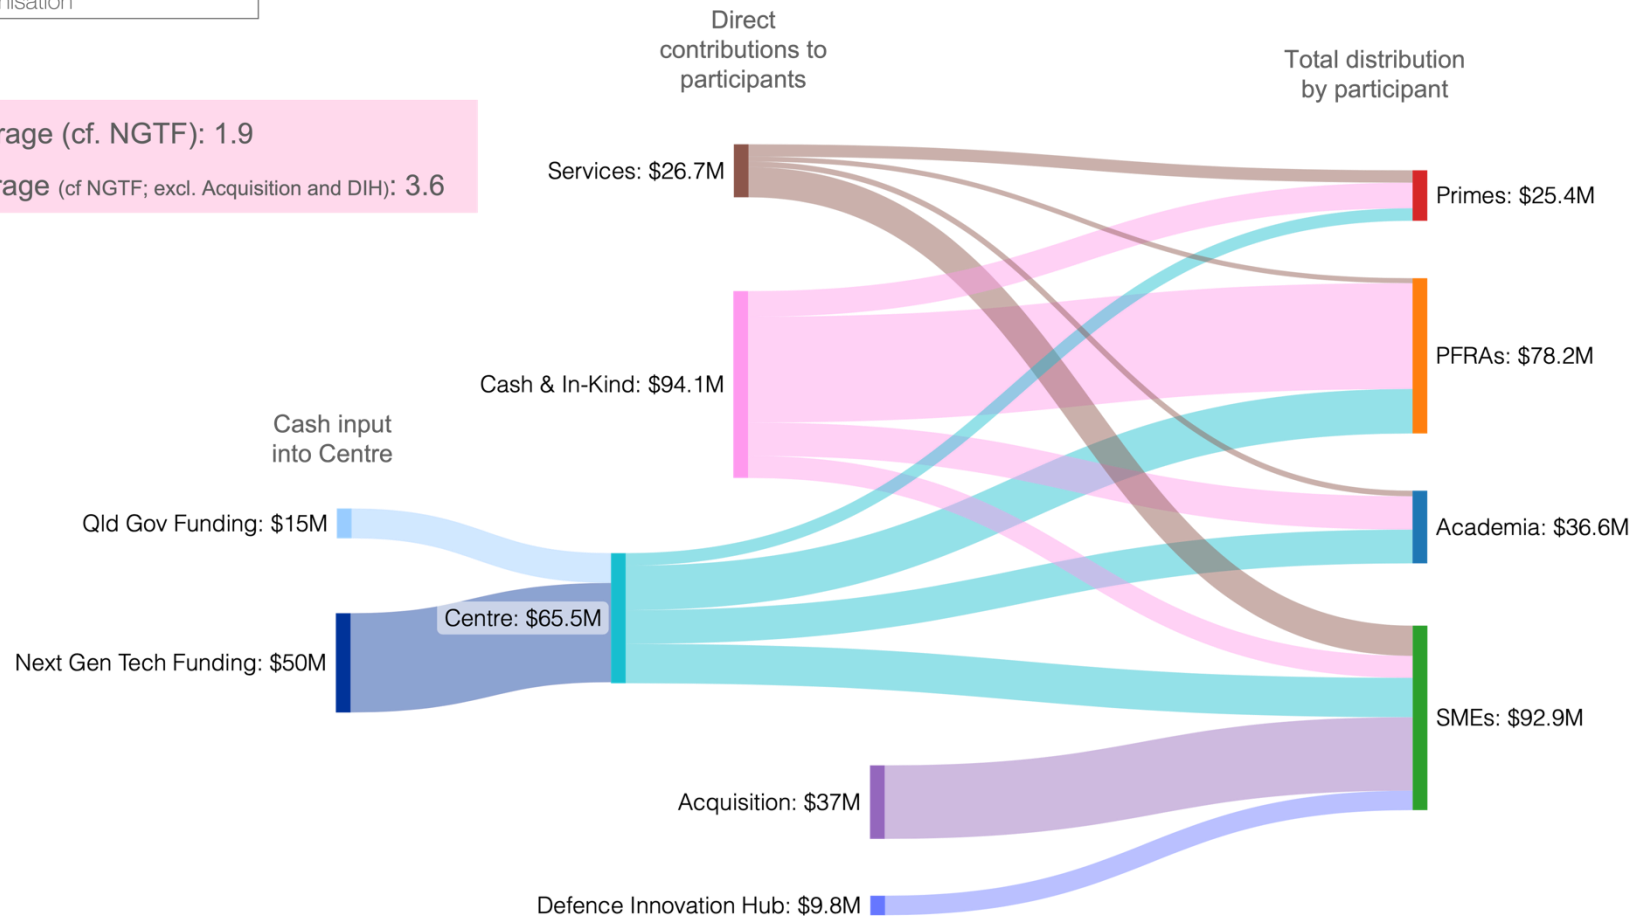 Direct
contributions to
participants
Total distribution
by participant
(cf. NGTF): 1.9
(cf NGTF; excl. Acquisition and DIH): 3.6
Services: $26.7M
Primes: $25.4M
Cash & In-Kind: $94.1M
PFRAs: $78.2M
Cash input
into Centre
Qld Gov Funding: $15M
Academia: $36.6M
Centre: $65.5M
Next Gen Tech Funding: $50M
SMEs: $92.9M
Acquisition: $37M
Defence Innovation Hub: $9.8M